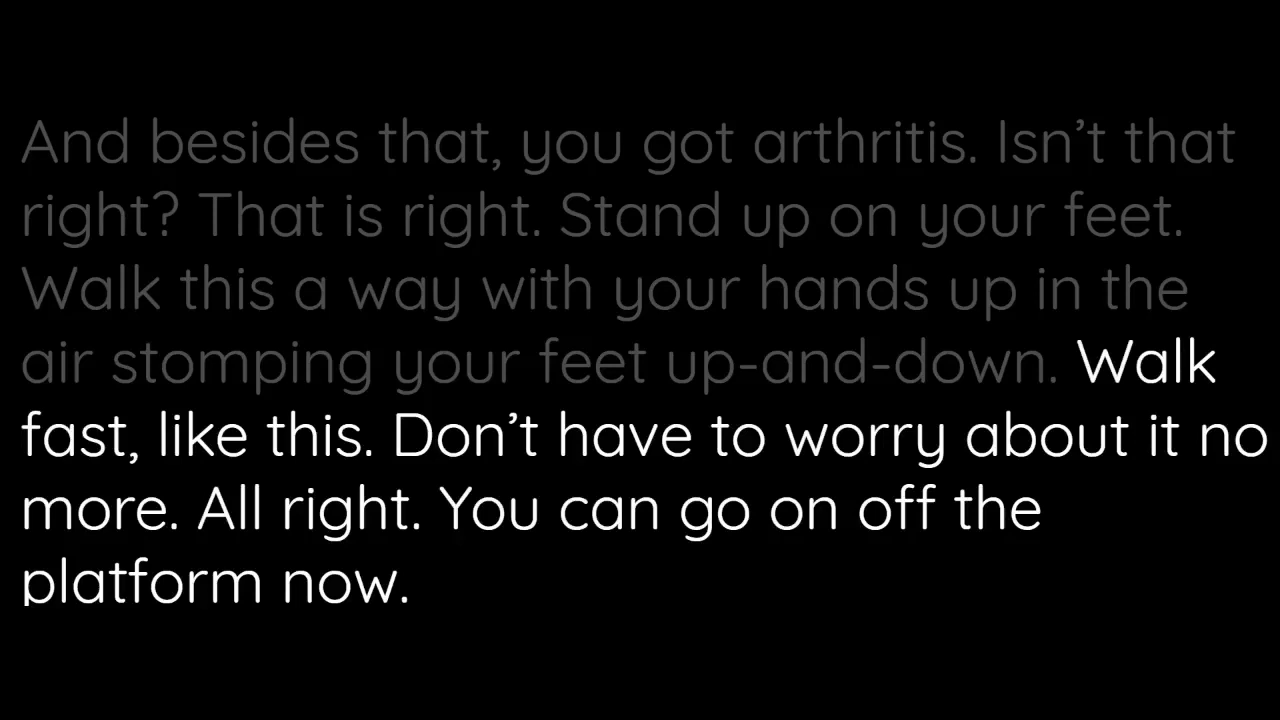 And besides that, you got arthritis. Isn’t that
right? That is right. Stand up on your feet.
Walk this a way with your hands up in the
air stomping your feet up-and-down. Walk
fast, like this. Don’t have to worry about it no
more. All right. You can go on off the
platform now.